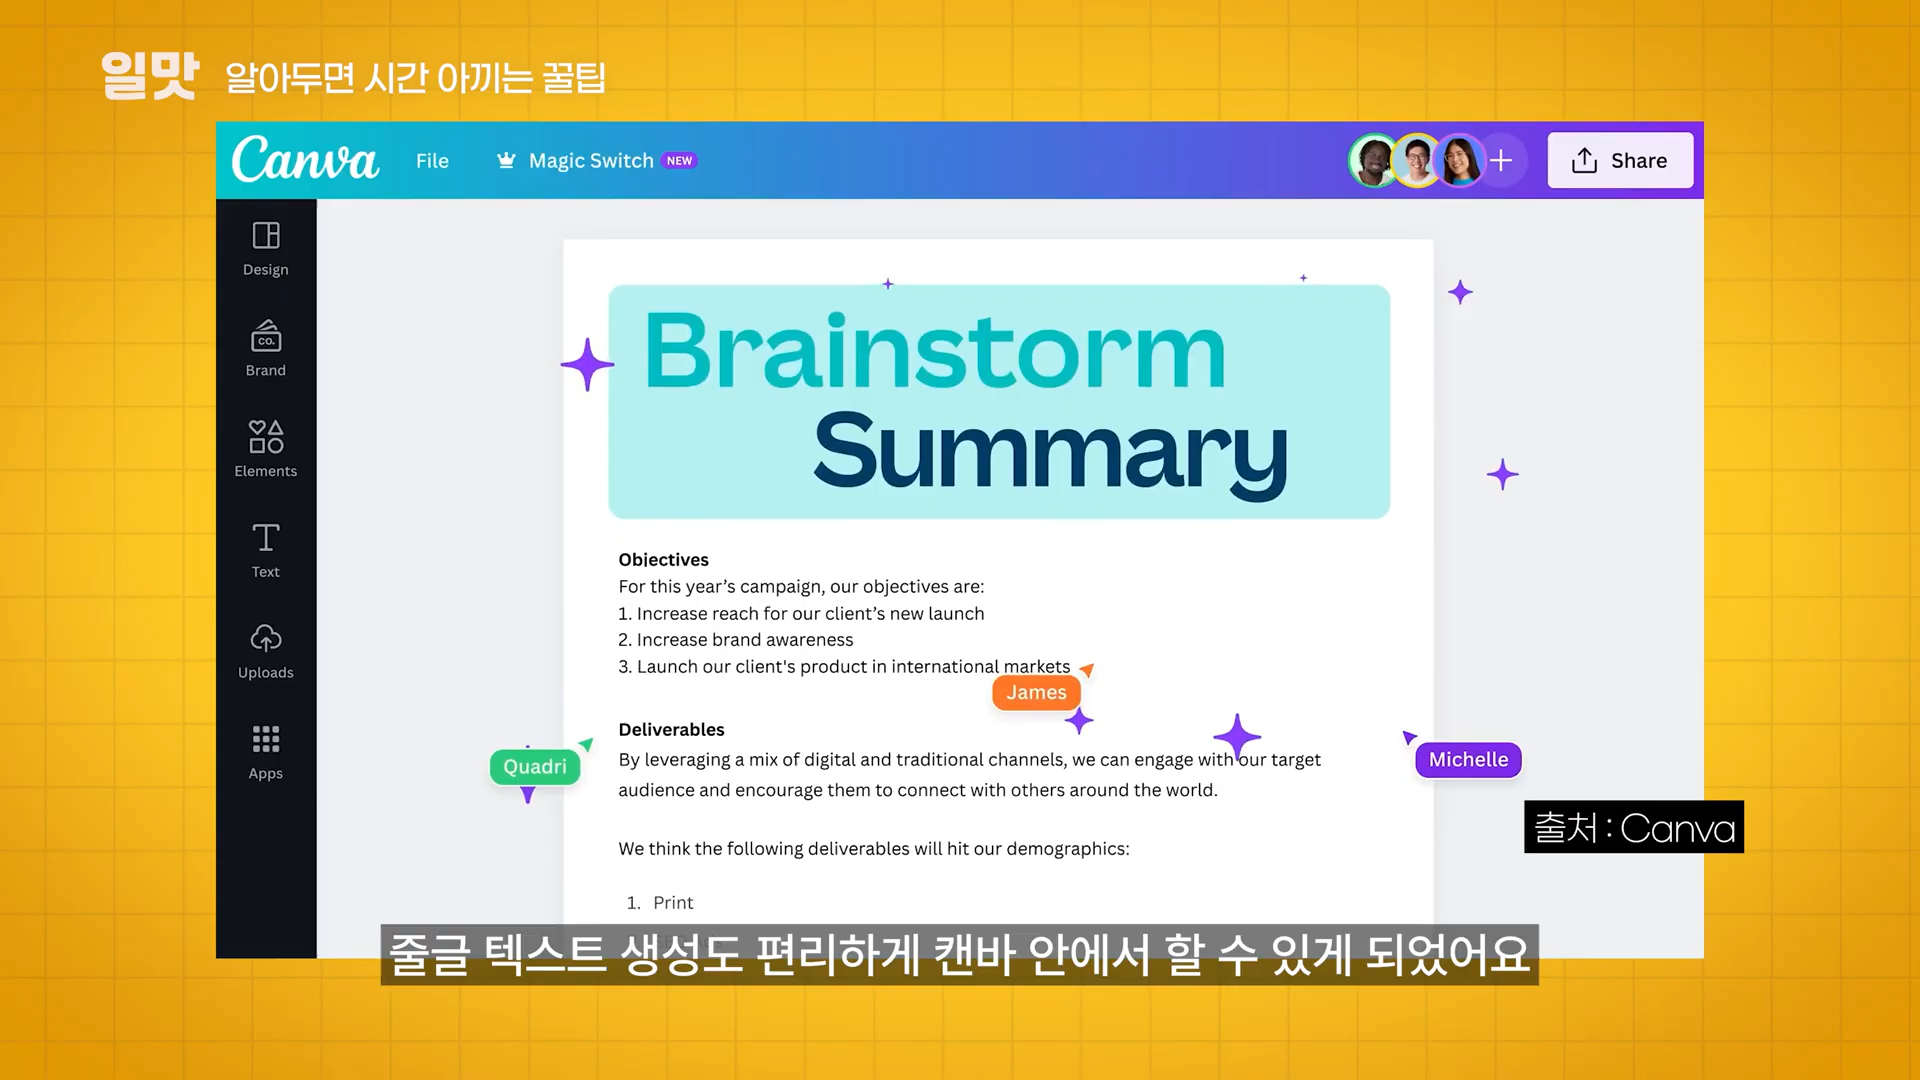 일맛 알아두면 시간 아끼는 꿀팁
Canva File Magic Switch NEW Share
Design
CO.
Brand
Elements
Text
Uploads
Apps
Brainstorm
Summary
Objectives
For this year’s campaign, our objectives are:
1. Increase reach for our client’s new launch
2. Increase brand awareness
3. Launch our client's product in international markets
James
Deliverables
Quadri
By leveraging a mix of digital and traditional channels, we can engage with our target
Michelle
audience and encourage them to connect with others around the world.
출처 : Canva
We think the following deliverables will hit our demographics:
1. Print
줄글 텍스트 생성도 편리하게 캔바 안에서 할 수 있게 되었어요